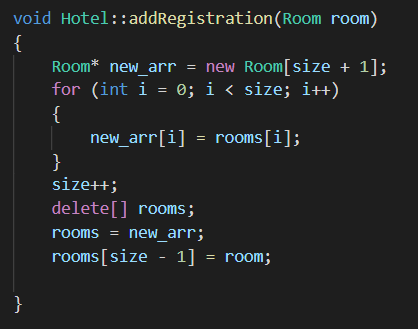 void Hotel::addRegistration(Room room)
{
    Room* new_arr = new Room[size + 1];
    for (int i = 0; i < size; i++)
    {
        new_arr[i] = rooms[i];
    }
    size++;
    delete[] rooms;
    rooms = new_arr;
    rooms[size - 1] = room;
}